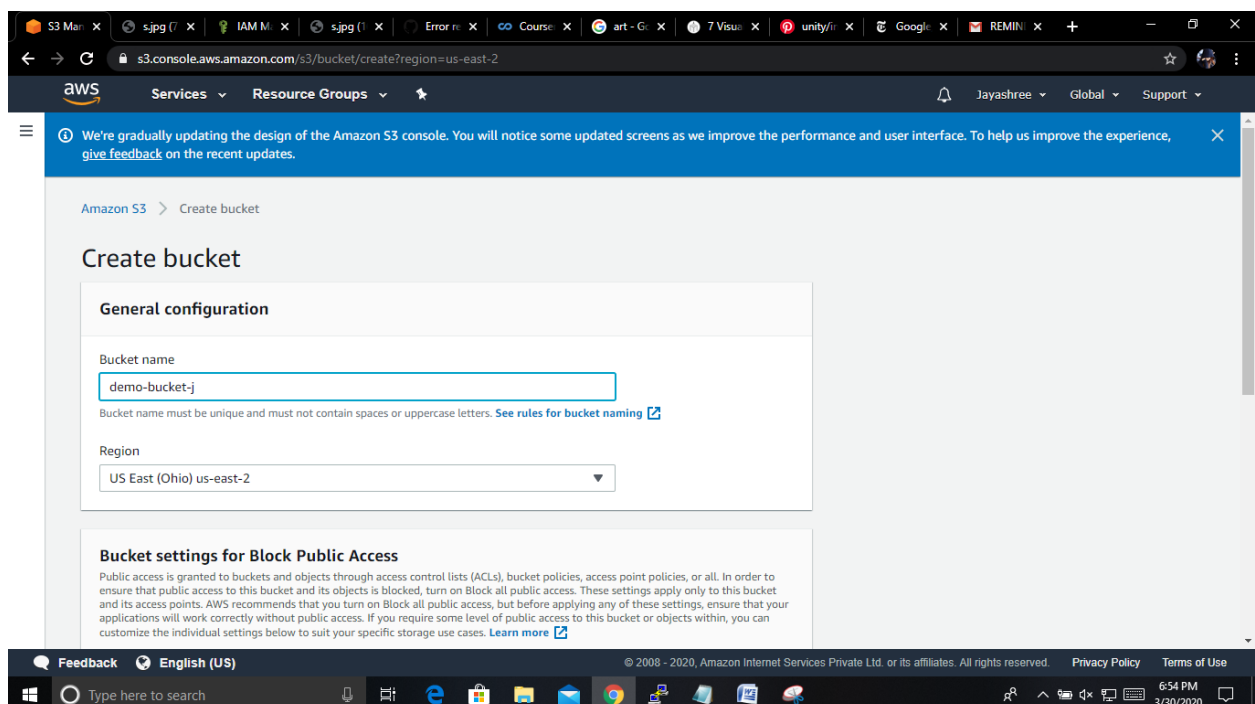 S3 Man
s.jpg (7
IAM M
s.jpg (1
Error re
CO Course
art - Go
7 Visua
unity/ir
Google
REMIN
s3.console.aws.amazon.com/s3/bucket/create?region=us-east-2
aws Services Resource Groups Jayashree Global Support
We're gradually updating the design of the Amazon S3 console. You will notice some updated screens as we improve the performance and user interface. To help us improve the experience,
give feedback on the recent updates.
Amazon S3 > Create bucket
Create bucket
General configuration
Bucket name
demo-bucket-j
Bucket name must be unique and must not contain spaces or uppercase letters. See rules for bucket naming
Region
US East (Ohio) us-east-2
Bucket settings for Block Public Access
Public access is granted to buckets and objects through access control lists (ACLs), bucket policies, access point policies, or all. In order to
ensure that public access to this bucket and its objects is blocked, turn on Block all public access. These settings apply only to this bucket
and its access points. AWS recommends that you turn on Block all public access, but before applying any of these settings, ensure that your
applications will work correctly without public access. If you require some level of public access to this bucket or objects within, you can
customize the individual settings below to suit your specific storage use cases. Learn more
Feedback English (US) © 2008 - 2020, Amazon Internet Services Private Ltd. or its affiliates. All rights reserved. Privacy Policy Terms of Use
Type here to search
6:54 PM
3/30/2020